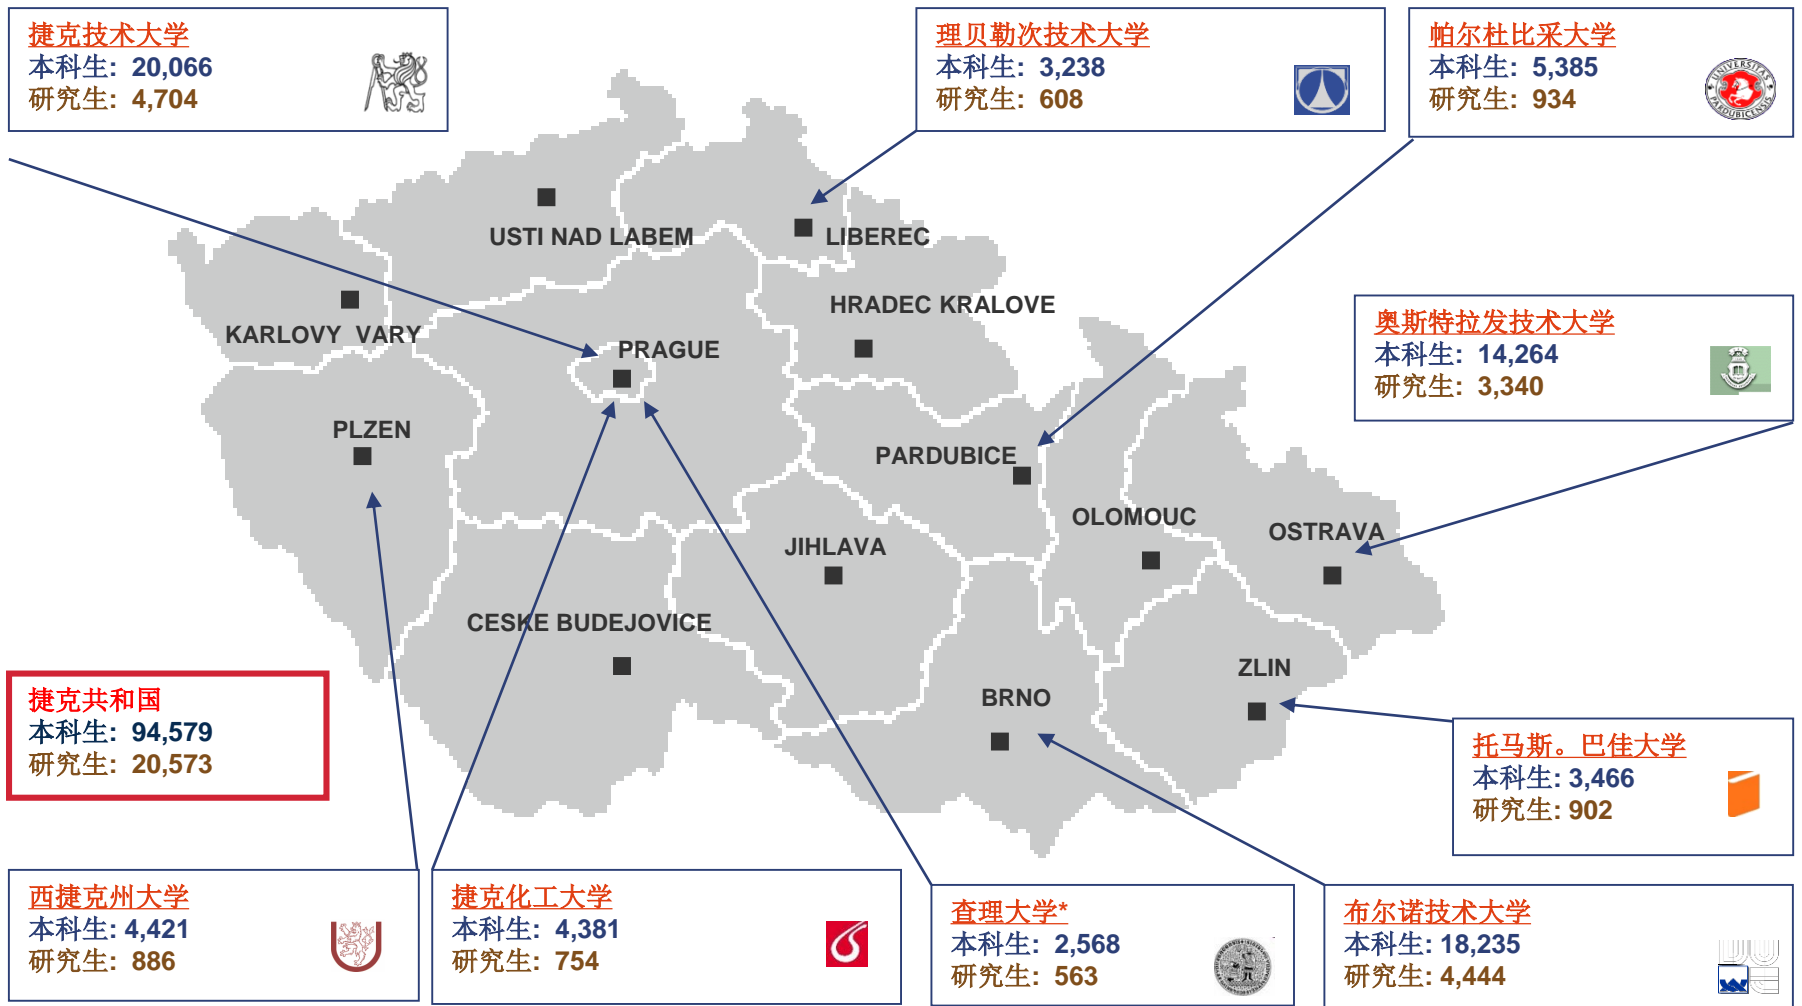 捷克技术大学
本科生: 20,066
研究生: 4,704
理贝勒次技术大学
本科生: 3,238
研究生: 608
帕尔杜比采大学
本科生: 5,385
研究生: 934
UNIVERSITAS
PARDUBICENSIS
USTI NAD LABEM
LIBEREC
KARLOVY VARY
HRADEC KRALOVE
PRAGUE
奥斯特拉发技术大学
本科生: 14,264
研究生: 3,340
PLZEN
PARDUBICE
OLOMOUC
OSTRAVA
JIHLAVA
CESKE BUDEJOVICE
ZLIN
BRNO
捷克共和国
本科生: 94,579
研究生: 20,573
托马斯。巴佳大学
本科生: 3,466
研究生: 902
西捷克州大学
本科生: 4,421
研究生: 886
捷克化工大学
本科生: 4,381
研究生: 754
查理大学*
本科生: 2,568
研究生: 563
布尔诺技术大学
本科生: 18,235
研究生: 4,444